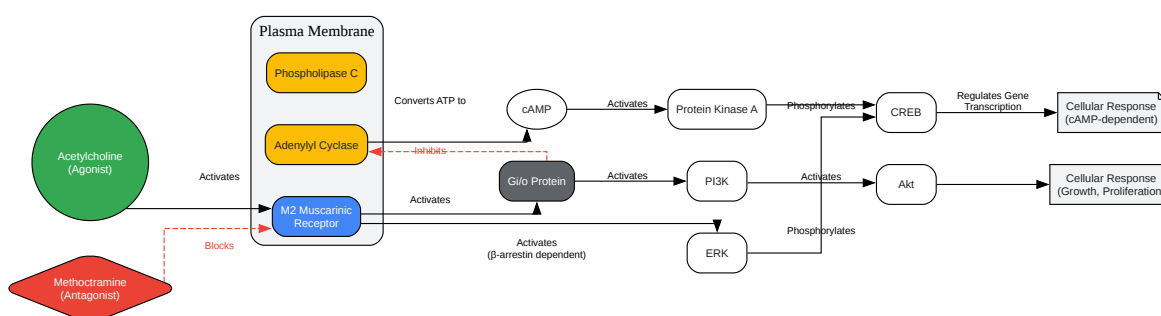 Plasma Membrane
Phospholipase C
Adenylyl Cyclase
M2 Muscarinic
Receptor
Acetylcholine
(Agonist)
Activates
Methoctramine
(Antagonist)
Blocks
Converts ATP to
cAMP
Activates
Protein Kinase A
Phosphorylates
CREB
Regulates Gene
Transcription
Cellular Response
(cAMP-dependent)
Inhibits
Activates
Gi/o Protein
Activates
PI3K
Activates
Akt
Cellular Response
(Growth, Proliferation)
Activates
(β-arrestin dependent)
ERK
Phosphorylates